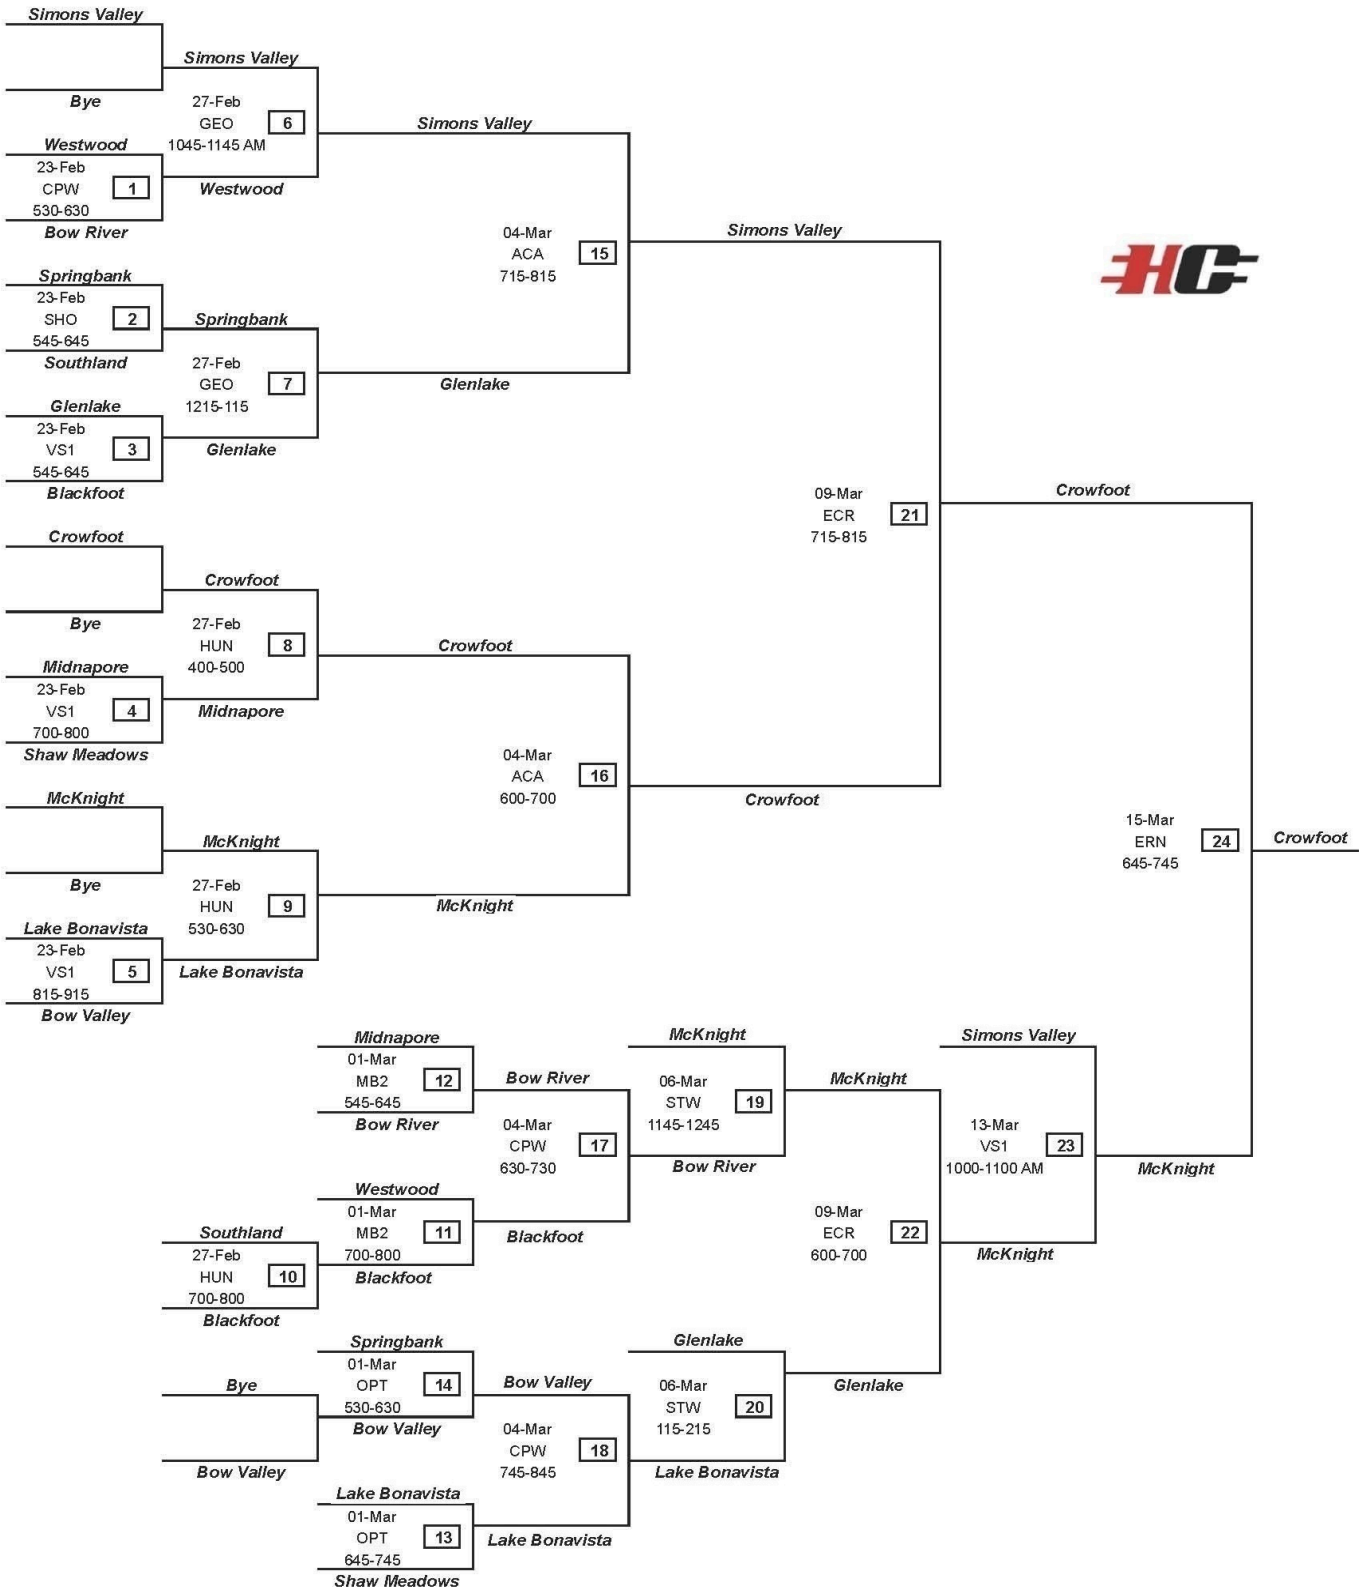 Simons Valley
Simons Valley
Bye
27-Feb
GEO
6
1045-1145 AM
Simons Valley
Westwood
23-Feb
CPW
1
530-630
Westwood
Bow River
04-Mar
ACA
15
715-815
Simons Valley
HC
Springbank
23-Feb
SHO
2
545-645
Springbank
Southland
27-Feb
GEO
7
1215-115
Glenlake
Glenlake
23-Feb
VS1
3
545-645
Glenlake
Blackfoot
09-Mar
ECR
21
715-815
Crowfoot
Crowfoot
Crowfoot
Bye
27-Feb
HUN
8
400-500
Crowfoot
Midnapore
23-Feb
VS1
4
700-800
Midnapore
Shaw Meadows
04-Mar
ACA
16
600-700
Crowfoot
McKnight
McKnight
Bye
27-Feb
HUN
9
530-630
McKnight
15-Mar
ERN
24
645-745
Crowfoot
Lake Bonavista
23-Feb
VS1
5
815-915
Lake Bonavista
Bow Valley
Midnapore
01-Mar
MB2
12
545-645
Bow River
Bow River
McKnight
06-Mar
STW
19
1145-1245
McKnight
Simons Valley
04-Mar
CPW
17
630-730
Bow River
13-Mar
VS1
23
1000-1100 AM
McKnight
Westwood
01-Mar
MB2
11
700-800
Blackfoot
Blackfoot
Southland
27-Feb
HUN
10
700-800
Blackfoot
09-Mar
ECR
22
600-700
McKnight
Springbank
01-Mar
OPT
14
530-630
Bow Valley
Bye
Bow Valley
Bow Valley
Glenlake
06-Mar
STW
20
115-215
Glenlake
04-Mar
CPW
18
745-845
Lake Bonavista
Lake Bonavista
01-Mar
OPT
13
645-745
Lake Bonavista
Shaw Meadows